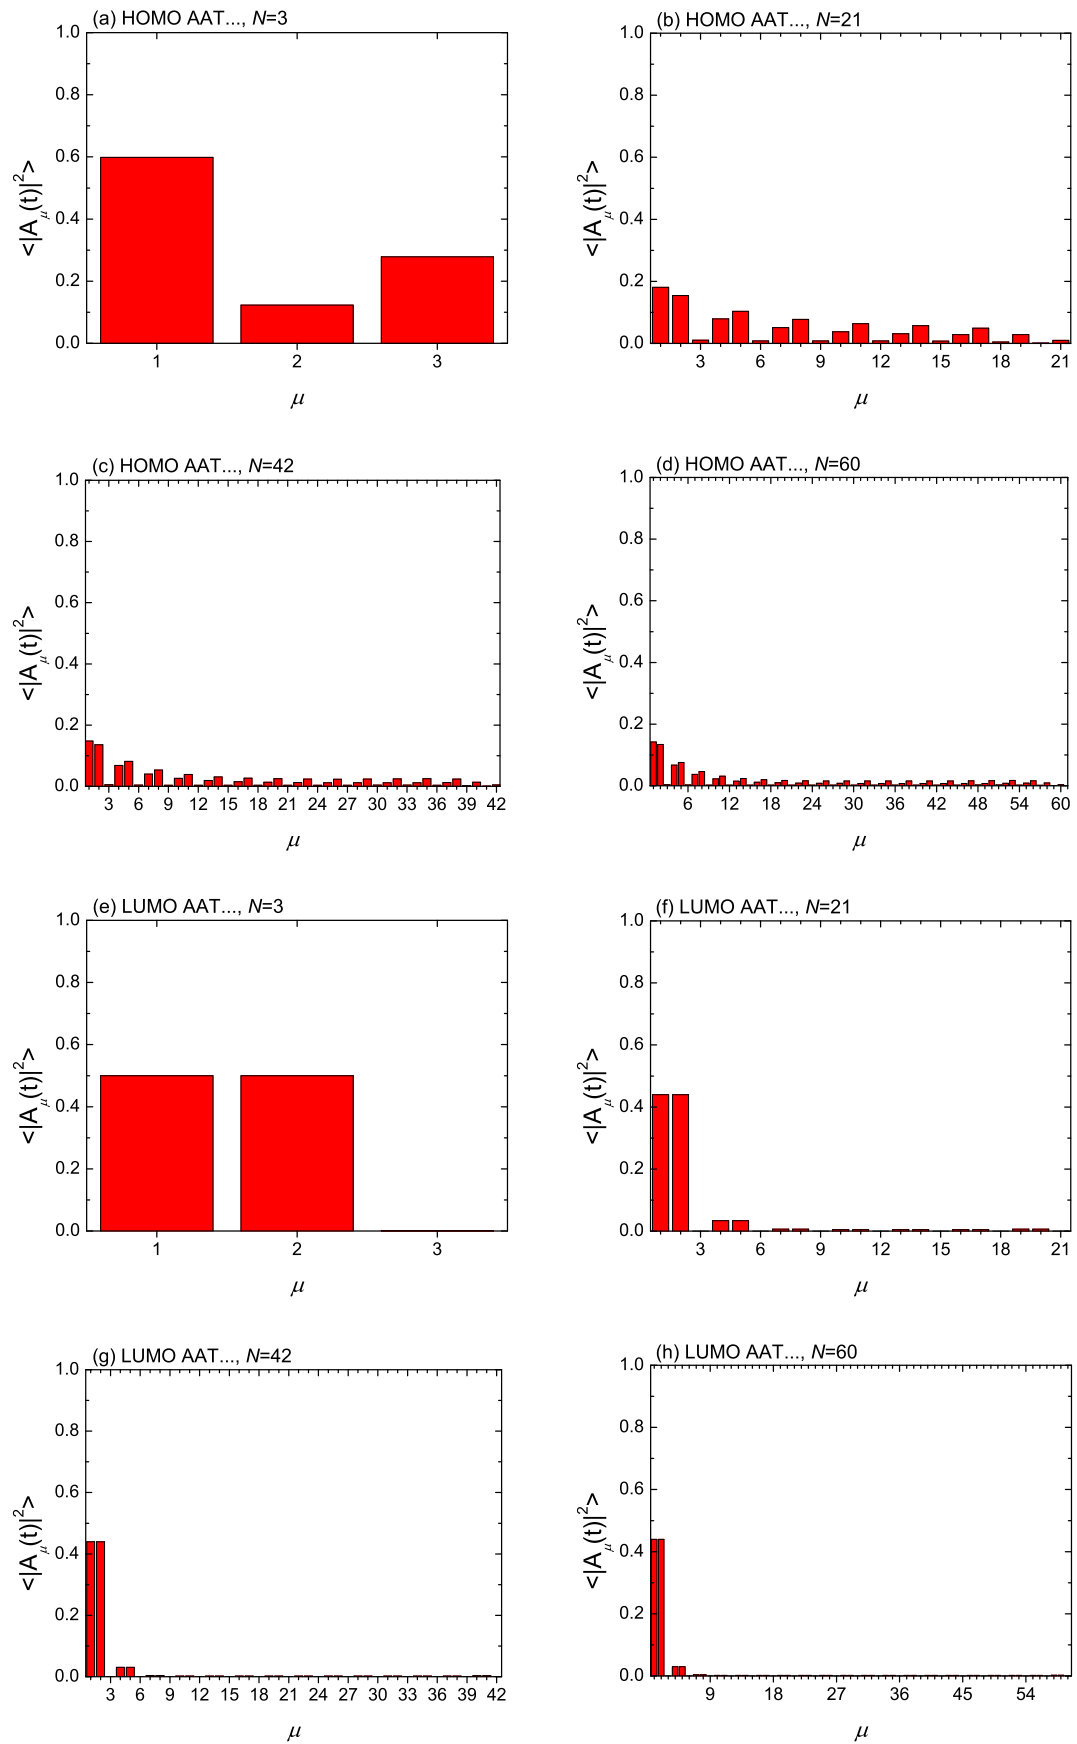 (a) HOMO AAT..., N=3
1.0
0.8
0.6
0.4
0.2
0.0
<|Aμ(t)|²>
1 2 3
μ
(b) HOMO AAT..., N=21
1.0
0.8
0.6
0.4
0.2
0.0
<|Aμ(t)|²>
3 6 9 12 15 18 21
μ
(c) HOMO AAT..., N=42
1.0
0.8
0.6
0.4
0.2
0.0
<|Aμ(t)|²>
3 6 9 12 15 18 21 24 27 30 33 36 39 42
μ
(d) HOMO AAT..., N=60
1.0
0.8
0.6
0.4
0.2
0.0
<|Aμ(t)|²>
6 12 18 24 30 36 42 48 54 60
μ
(e) LUMO AAT..., N=3
1.0
0.8
0.6
0.4
0.2
0.0
<|Aμ(t)|²>
1 2 3
μ
(f) LUMO AAT..., N=21
1.0
0.8
0.6
0.4
0.2
0.0
<|Aμ(t)|²>
3 6 9 12 15 18 21
μ
(g) LUMO AAT..., N=42
1.0
0.8
0.6
0.4
0.2
0.0
<|Aμ(t)|²>
3 6 9 12 15 18 21 24 27 30 33 36 39 42
μ
(h) LUMO AAT..., N=60
1.0
0.8
0.6
0.4
0.2
0.0
<|Aμ(t)|²>
9 18 27 36 45 54
μ